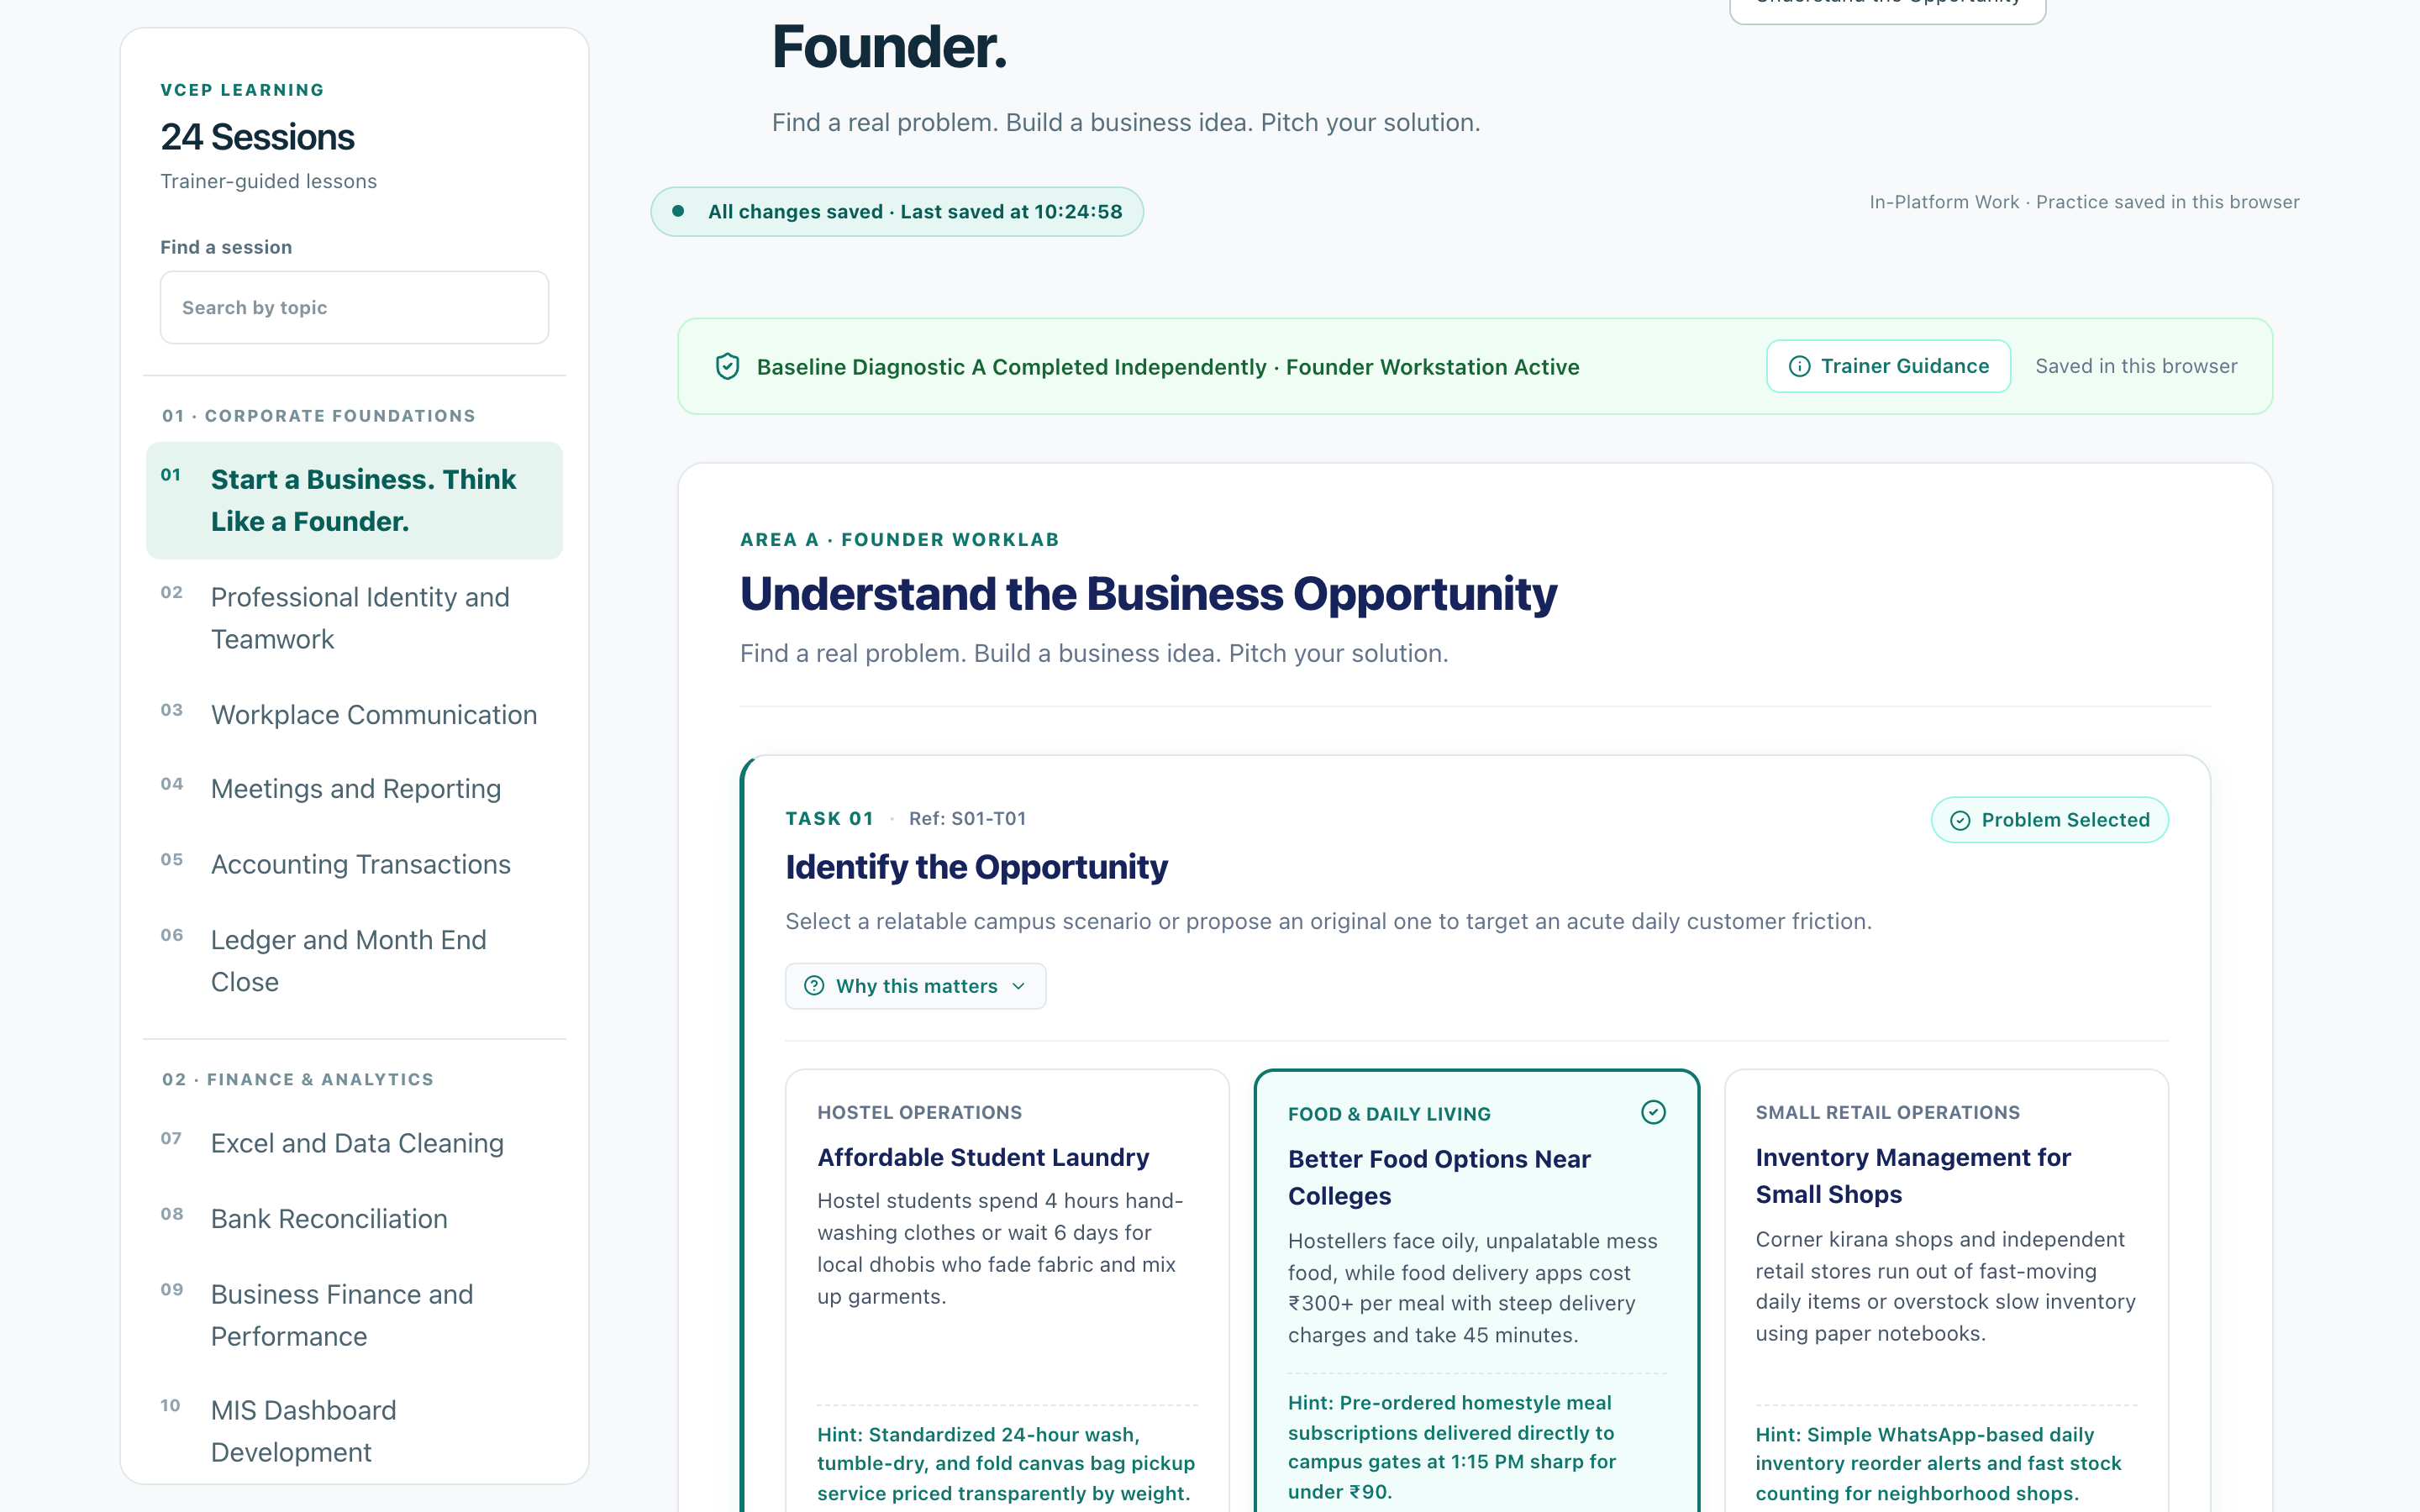 VCEP LEARNING
24 Sessions
Trainer-guided lessons
Find a session
Search by topic
01 · CORPORATE FOUNDATIONS
01 Start a Business. Think
Like a Founder.
02 Professional Identity and
Teamwork
03 Workplace Communication
04 Meetings and Reporting
05 Accounting Transactions
06 Ledger and Month End
Close
02 · FINANCE & ANALYTICS
07 Excel and Data Cleaning
08 Bank Reconciliation
09 Business Finance and
Performance
10 MIS Dashboard
Development
Founder.
Find a real problem. Build a business idea. Pitch your solution.
All changes saved · Last saved at 10:24:58
In-Platform Work · Practice saved in this browser
Baseline Diagnostic A Completed Independently · Founder Workstation Active
Trainer Guidance
Saved in this browser
AREA A · FOUNDER WORKLAB
Understand the Business Opportunity
Find a real problem. Build a business idea. Pitch your solution.
TASK 01 · Ref: S01-T01
Problem Selected
Identify the Opportunity
Select a relatable campus scenario or propose an original one to target an acute daily customer friction.
Why this matters
HOSTEL OPERATIONS
Affordable Student Laundry
Hostel students spend 4 hours hand-
washing clothes or wait 6 days for
local dhobis who fade fabric and mix
up garments.
Hint: Standardized 24-hour wash,
tumble-dry, and fold canvas bag pickup
service priced transparently by weight.
FOOD & DAILY LIVING
Better Food Options Near
Colleges
Hostellers face oily, unpalatable mess
food, while food delivery apps cost
₹300+ per meal with steep delivery
charges and take 45 minutes.
Hint: Pre-ordered homestyle meal
subscriptions delivered directly to
campus gates at 1:15 PM sharp for
under ₹90.
SMALL RETAIL OPERATIONS
Inventory Management for
Small Shops
Corner kirana shops and independent
retail stores run out of fast-moving
daily items or overstock slow inventory
using paper notebooks.
Hint: Simple WhatsApp-based daily
inventory reorder alerts and fast stock
counting for neighborhood shops.